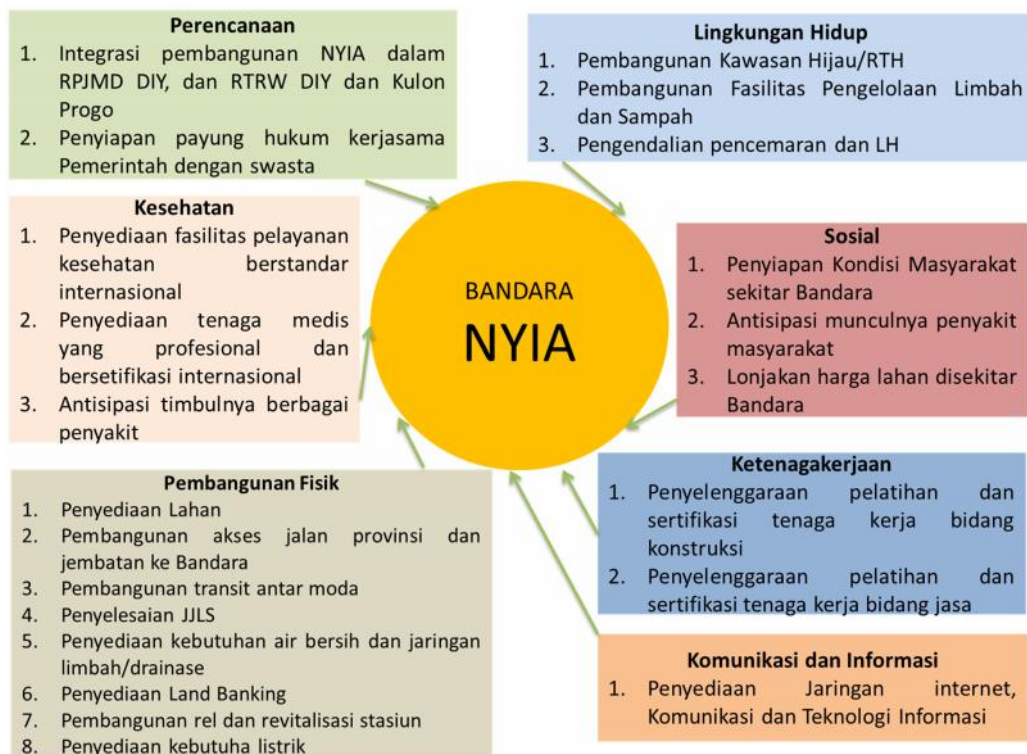 Perencanaan
1. Integrasi pembangunan NYIA dalam
RPJMD DIY, dan RTRW DIY dan Kulon
Progo
2. Penyiapan payung hukum kerjasama
Pemerintah dengan swasta
Lingkungan Hidup
1. Pembangunan Kawasan Hijau/RTH
2. Pembangunan Fasilitas Pengelolaan Limbah
dan Sampah
3. Pengendalian pencemaran dan LH
Kesehatan
1. Penyediaan fasilitas pelayanan
kesehatan berstandar
internasional
2. Penyediaan tenaga medis
yang profesional dan
bersetifikasi internasional
3. Antisipasi timbulnya berbagai
penyakit
BANDARA
NYIA
Sosial
1. Penyiapan Kondisi Masyarakat
sekitar Bandara
2. Antisipasi munculnya penyakit
masyarakat
3. Lonjakan harga lahan disekitar
Bandara
Pembangunan Fisik
1. Penyediaan Lahan
2. Pembangunan akses jalan provinsi dan
jembatan ke Bandara
3. Pembangunan transit antar moda
4. Penyelesaian JJLS
5. Penyediaan kebutuhan air bersih dan jaringan
limbah/drainase
6. Penyediaan Land Banking
7. Pembangunan rel dan revitalisasi stasiun
8. Penyediaan kebutuha listrik
Ketenagakerjaan
1. Penyelenggaraan pelatihan dan
sertifikasi tenaga kerja bidang
konstruksi
2. Penyelenggaraan pelatihan dan
sertifikasi tenaga kerja bidang jasa
Komunikasi dan Informasi
1. Penyediaan Jaringan internet,
Komunikasi dan Teknologi Informasi